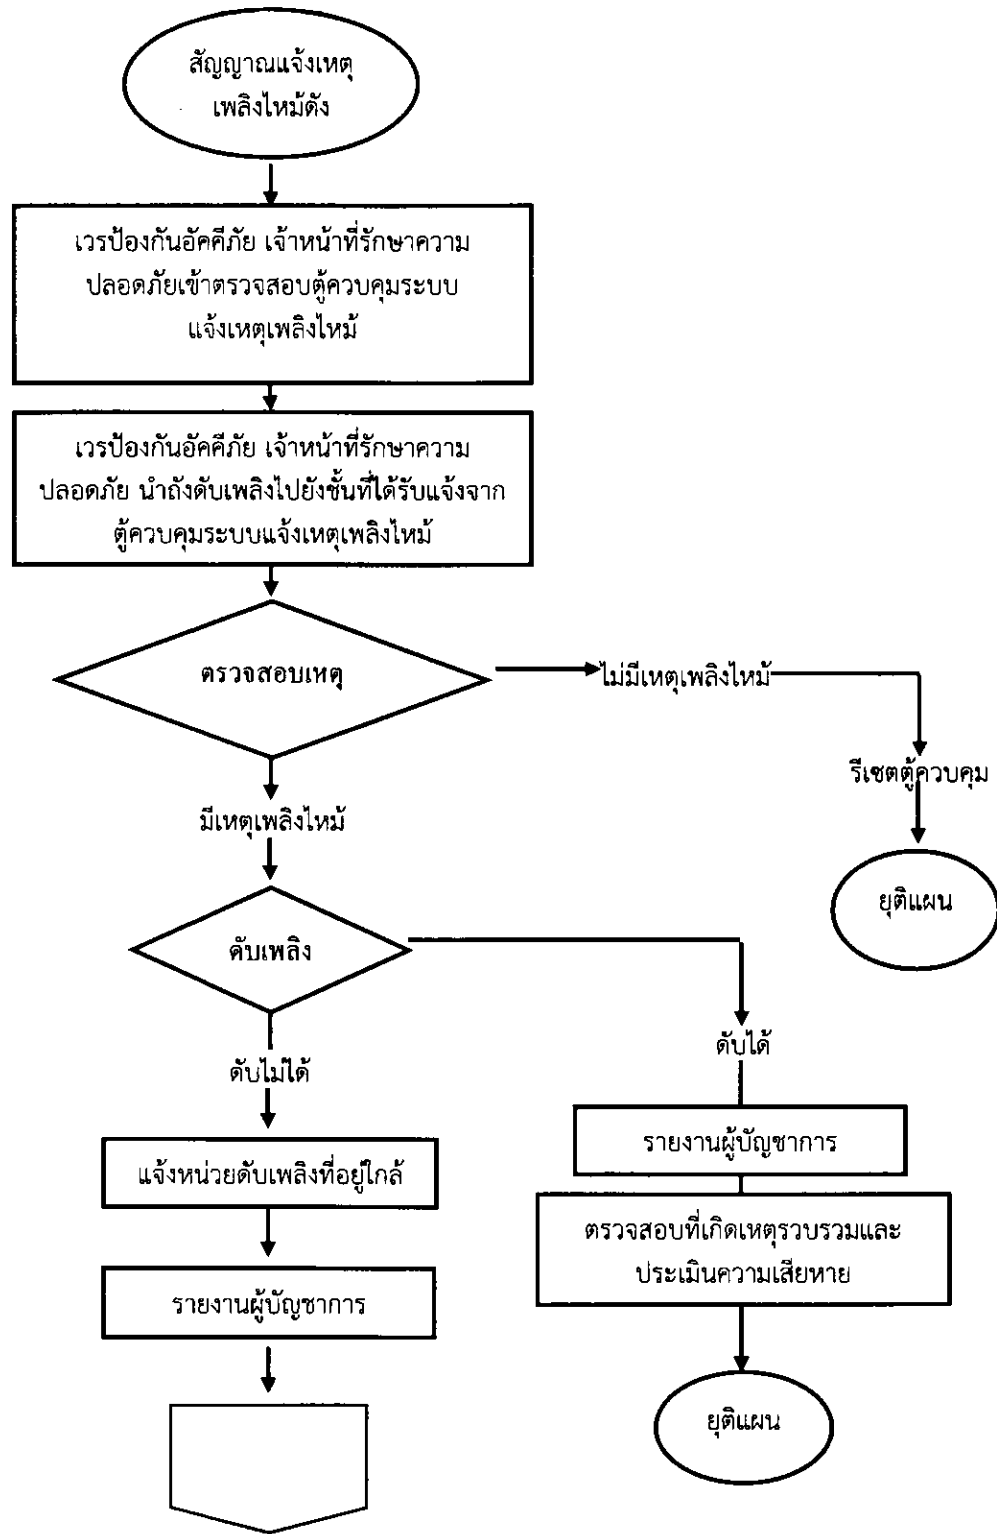 สัญญาณแจ้งเหตุ
เพลิงไหม้ดัง
เวรป้องกันอัคคีภัย เจ้าหน้าที่รักษาความ
ปลอดภัยเข้าตรวจสอบตู้ควบคุมระบบ
แจ้งเหตุเพลิงไหม้
เวรป้องกันอัคคีภัย เจ้าหน้าที่รักษาความ
ปลอดภัย นำถังดับเพลิงไปยังชั้นที่ได้รับแจ้งจาก
ตู้ควบคุมระบบแจ้งเหตุเพลิงไหม้
ตรวจสอบเหตุ
ไม่มีเหตุเพลิงไหม้
รีเซตตู้ควบคุม
ยุติแผน
มีเหตุเพลิงไหม้
ดับเพลิง
ดับไม่ได้
แจ้งหน่วยดับเพลิงที่อยู่ใกล้
รายงานผู้บัญชาการ
ดับได้
รายงานผู้บัญชาการ
ตรวจสอบที่เกิดเหตุรวบรวมและ
ประเมินความเสียหาย
ยุติแผน